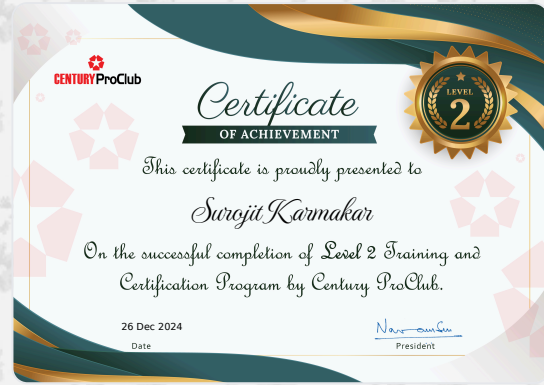 CENTURY ProClub
LEVEL
2
Certificate
OF ACHIEVEMENT
This certificate is proudly presented to
Surojit Karmakar
On the successful completion of Level 2 Training and
Certification Program by Century ProClub.
26 Dec 2024
Date
President